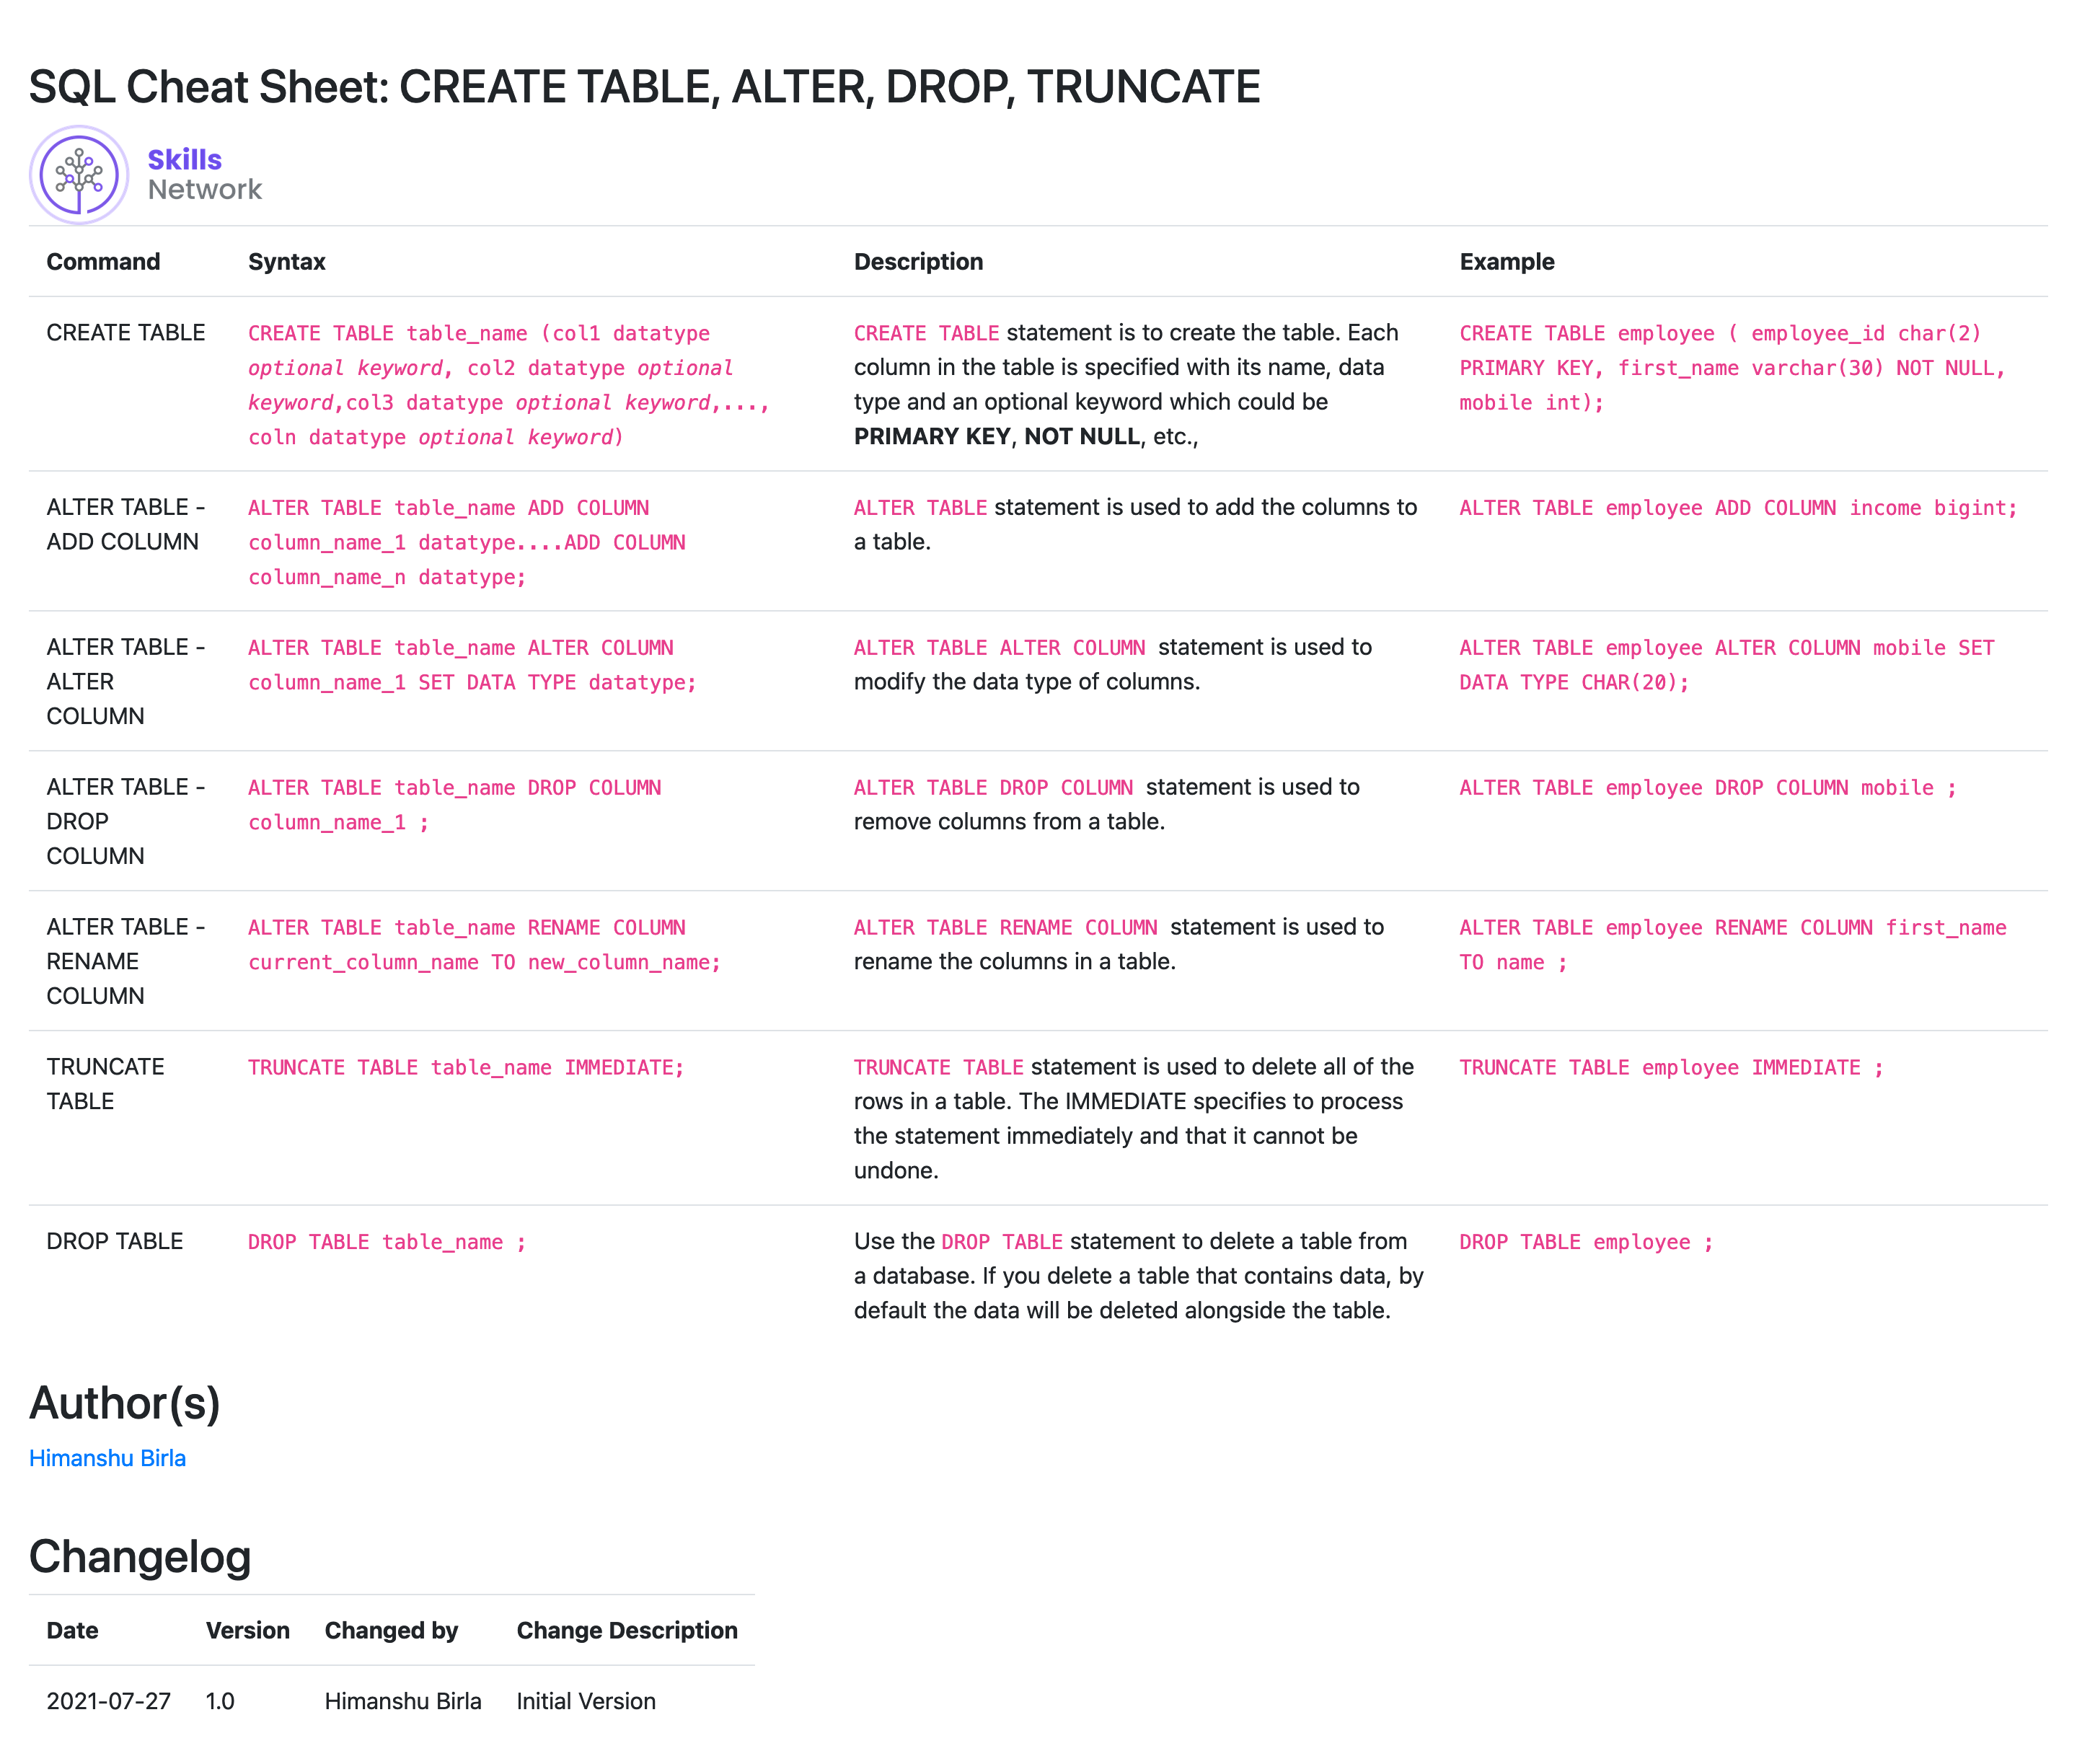 SQL Cheat Sheet: CREATE TABLE, ALTER, DROP, TRUNCATE
Skills
Network
Command Syntax Description Example
CREATE TABLE
CREATE TABLE table_name (col1 datatype
optional keyword, col2 datatype optional
keyword,col3 datatype optional keyword,...,
coln datatype optional keyword)
CREATE TABLE statement is to create the table. Each
column in the table is specified with its name, data
type and an optional keyword which could be
PRIMARY KEY, NOT NULL, etc.,
CREATE TABLE employee ( employee_id char(2)
PRIMARY KEY, first_name varchar(30) NOT NULL,
mobile int);
ALTER TABLE -
ADD COLUMN
ALTER TABLE table_name ADD COLUMN
column_name_1 datatype....ADD COLUMN
column_name_n datatype;
ALTER TABLE statement is used to add the columns to
a table.
ALTER TABLE employee ADD COLUMN income bigint;
ALTER TABLE -
ALTER
COLUMN
ALTER TABLE table_name ALTER COLUMN
column_name_1 SET DATA TYPE datatype;
ALTER TABLE ALTER COLUMN statement is used to
modify the data type of columns.
ALTER TABLE employee ALTER COLUMN mobile SET
DATA TYPE CHAR(20);
ALTER TABLE -
DROP
COLUMN
ALTER TABLE table_name DROP COLUMN
column_name_1 ;
ALTER TABLE DROP COLUMN statement is used to
remove columns from a table.
ALTER TABLE employee DROP COLUMN mobile ;
ALTER TABLE -
RENAME
COLUMN
ALTER TABLE table_name RENAME COLUMN
current_column_name TO new_column_name;
ALTER TABLE RENAME COLUMN statement is used to
rename the columns in a table.
ALTER TABLE employee RENAME COLUMN first_name
TO name ;
TRUNCATE
TABLE
TRUNCATE TABLE table_name IMMEDIATE;
TRUNCATE TABLE statement is used to delete all of the
rows in a table. The IMMEDIATE specifies to process
the statement immediately and that it cannot be
undone.
TRUNCATE TABLE employee IMMEDIATE ;
DROP TABLE
DROP TABLE table_name ;
Use the DROP TABLE statement to delete a table from
a database. If you delete a table that contains data, by
default the data will be deleted alongside the table.
DROP TABLE employee ;
Author(s)
Himanshu Birla
Changelog
Date Version Changed by Change Description
2021-07-27 1.0 Himanshu Birla Initial Version